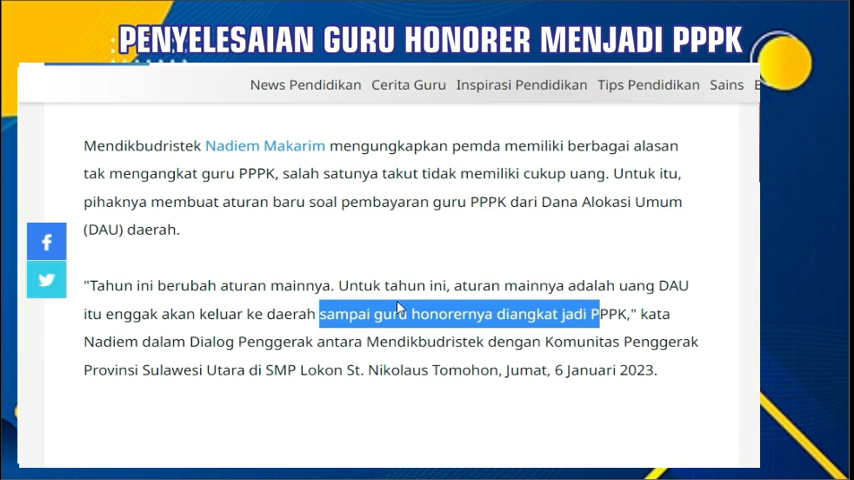 PENYELESAIAN GURU HONORER MENJADI PPPK
News Pendidikan Cerita Guru Inspirasi Pendidikan Tips Pendidikan Sains
Mendikbudristek Nadiem Makarim mengungkapkan pemda memiliki berbagai alasan
tak mengangkat guru PPPK, salah satunya takut tidak memiliki cukup uang. Untuk itu,
pihaknya membuat aturan baru soal pembayaran guru PPPK dari Dana Alokasi Umum
(DAU) daerah.
"Tahun ini berubah aturan mainnya. Untuk tahun ini, aturan mainnya adalah uang DAU
itu enggak akan keluar ke daerah sampai guru honorernya diangkat jadi PPPK," kata
Nadiem dalam Dialog Penggerak antara Mendikbudristek dengan Komunitas Penggerak
Provinsi Sulawesi Utara di SMP Lokon St. Nikolaus Tomohon, Jumat, 6 Januari 2023.